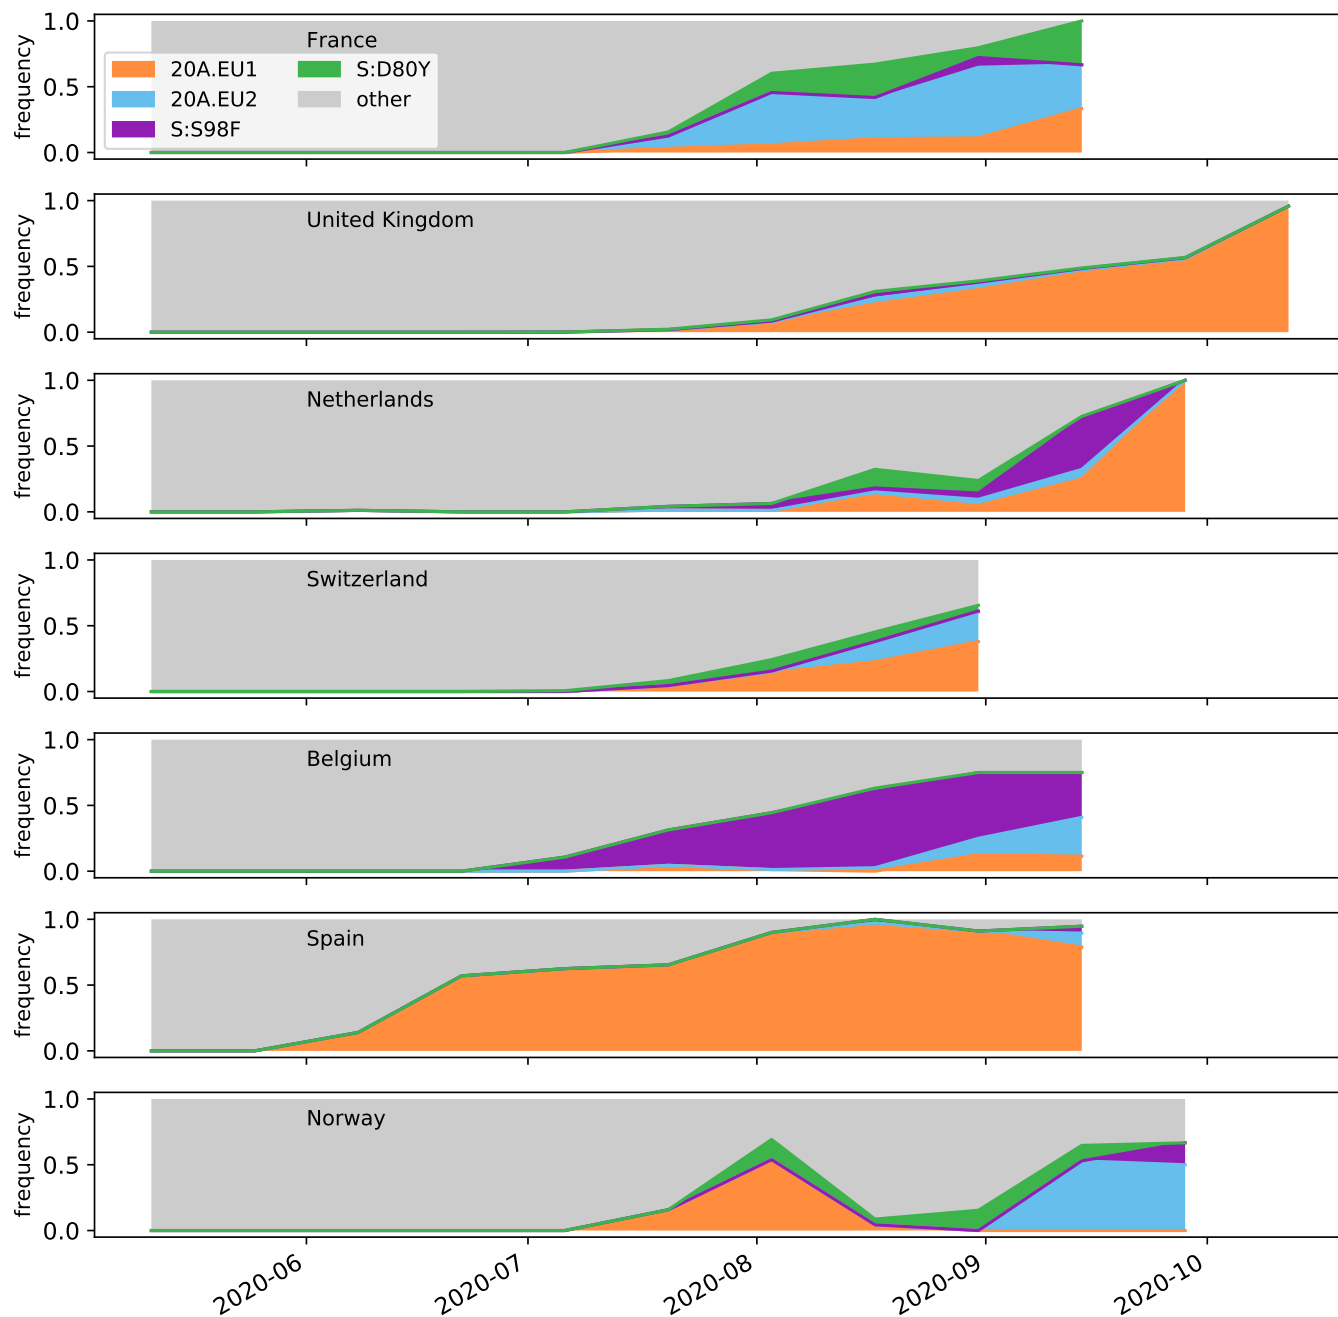 1.0
0.5
0.0
frequency
France
20A.EU1
20A.EU2
S:S98F
S:D80Y
other
1.0
0.5
0.0
frequency
United Kingdom
1.0
0.5
0.0
frequency
Netherlands
1.0
0.5
0.0
frequency
Switzerland
1.0
0.5
0.0
frequency
Belgium
1.0
0.5
0.0
frequency
Spain
1.0
0.5
0.0
frequency
Norway
2020-06
2020-07
2020-08
2020-09
2020-10